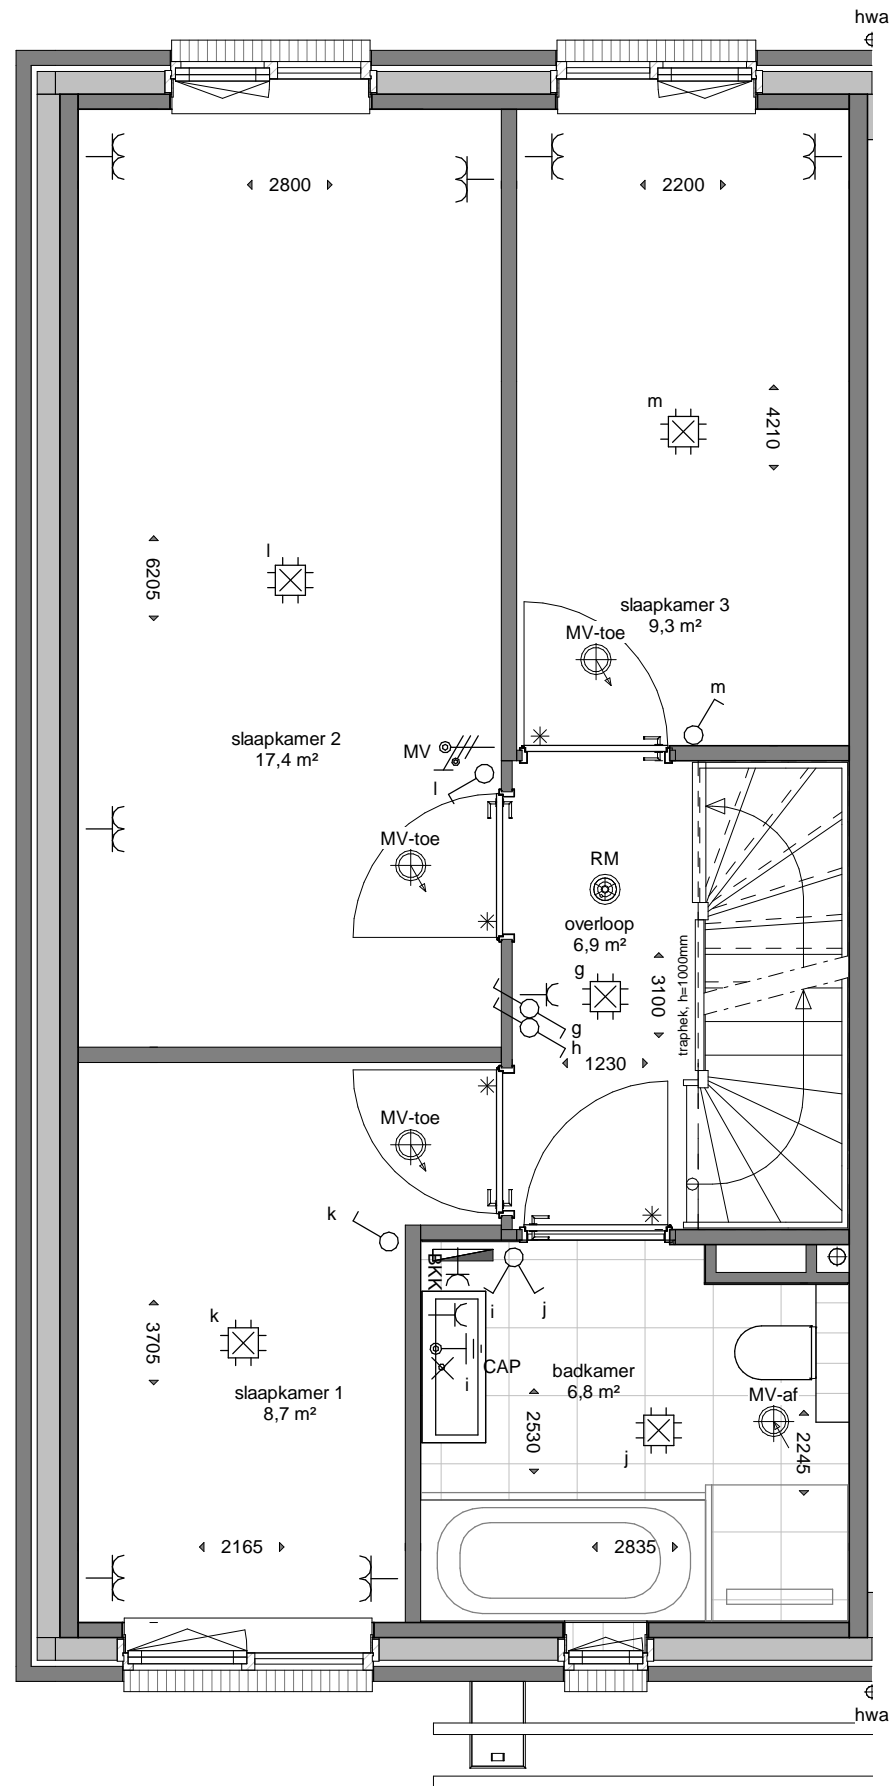 hwa
2800
2200
m
4210
l
6205
slaapkamer 3
9,3 m²
MV-toe
m
slaapkamer 2
17,4 m²
MV
l
MV-toe
RM
overloop
6,9 m²
g
3100
traphek, h=1000mm
g
h
1230
MV-toe
k
BKK
i
j
k
3705
CAP
i
slaapkamer 1
8,7 m²
badkamer
6,8 m²
MV-af
2530
2245
j
2165
2835
hwa